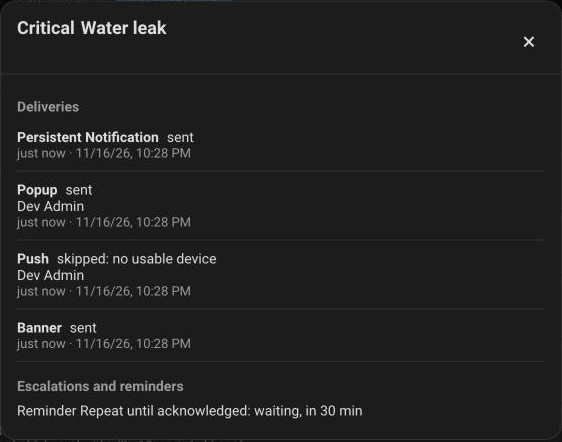 Critical Water leak
×
Deliveries
Persistent Notification sent
just now · 11/16/26, 10:28 PM
Popup sent
Dev Admin
just now · 11/16/26, 10:28 PM
Push skipped: no usable device
Dev Admin
just now · 11/16/26, 10:28 PM
Banner sent
just now · 11/16/26, 10:28 PM
Escalations and reminders
Reminder Repeat until acknowledged: waiting, in 30 min